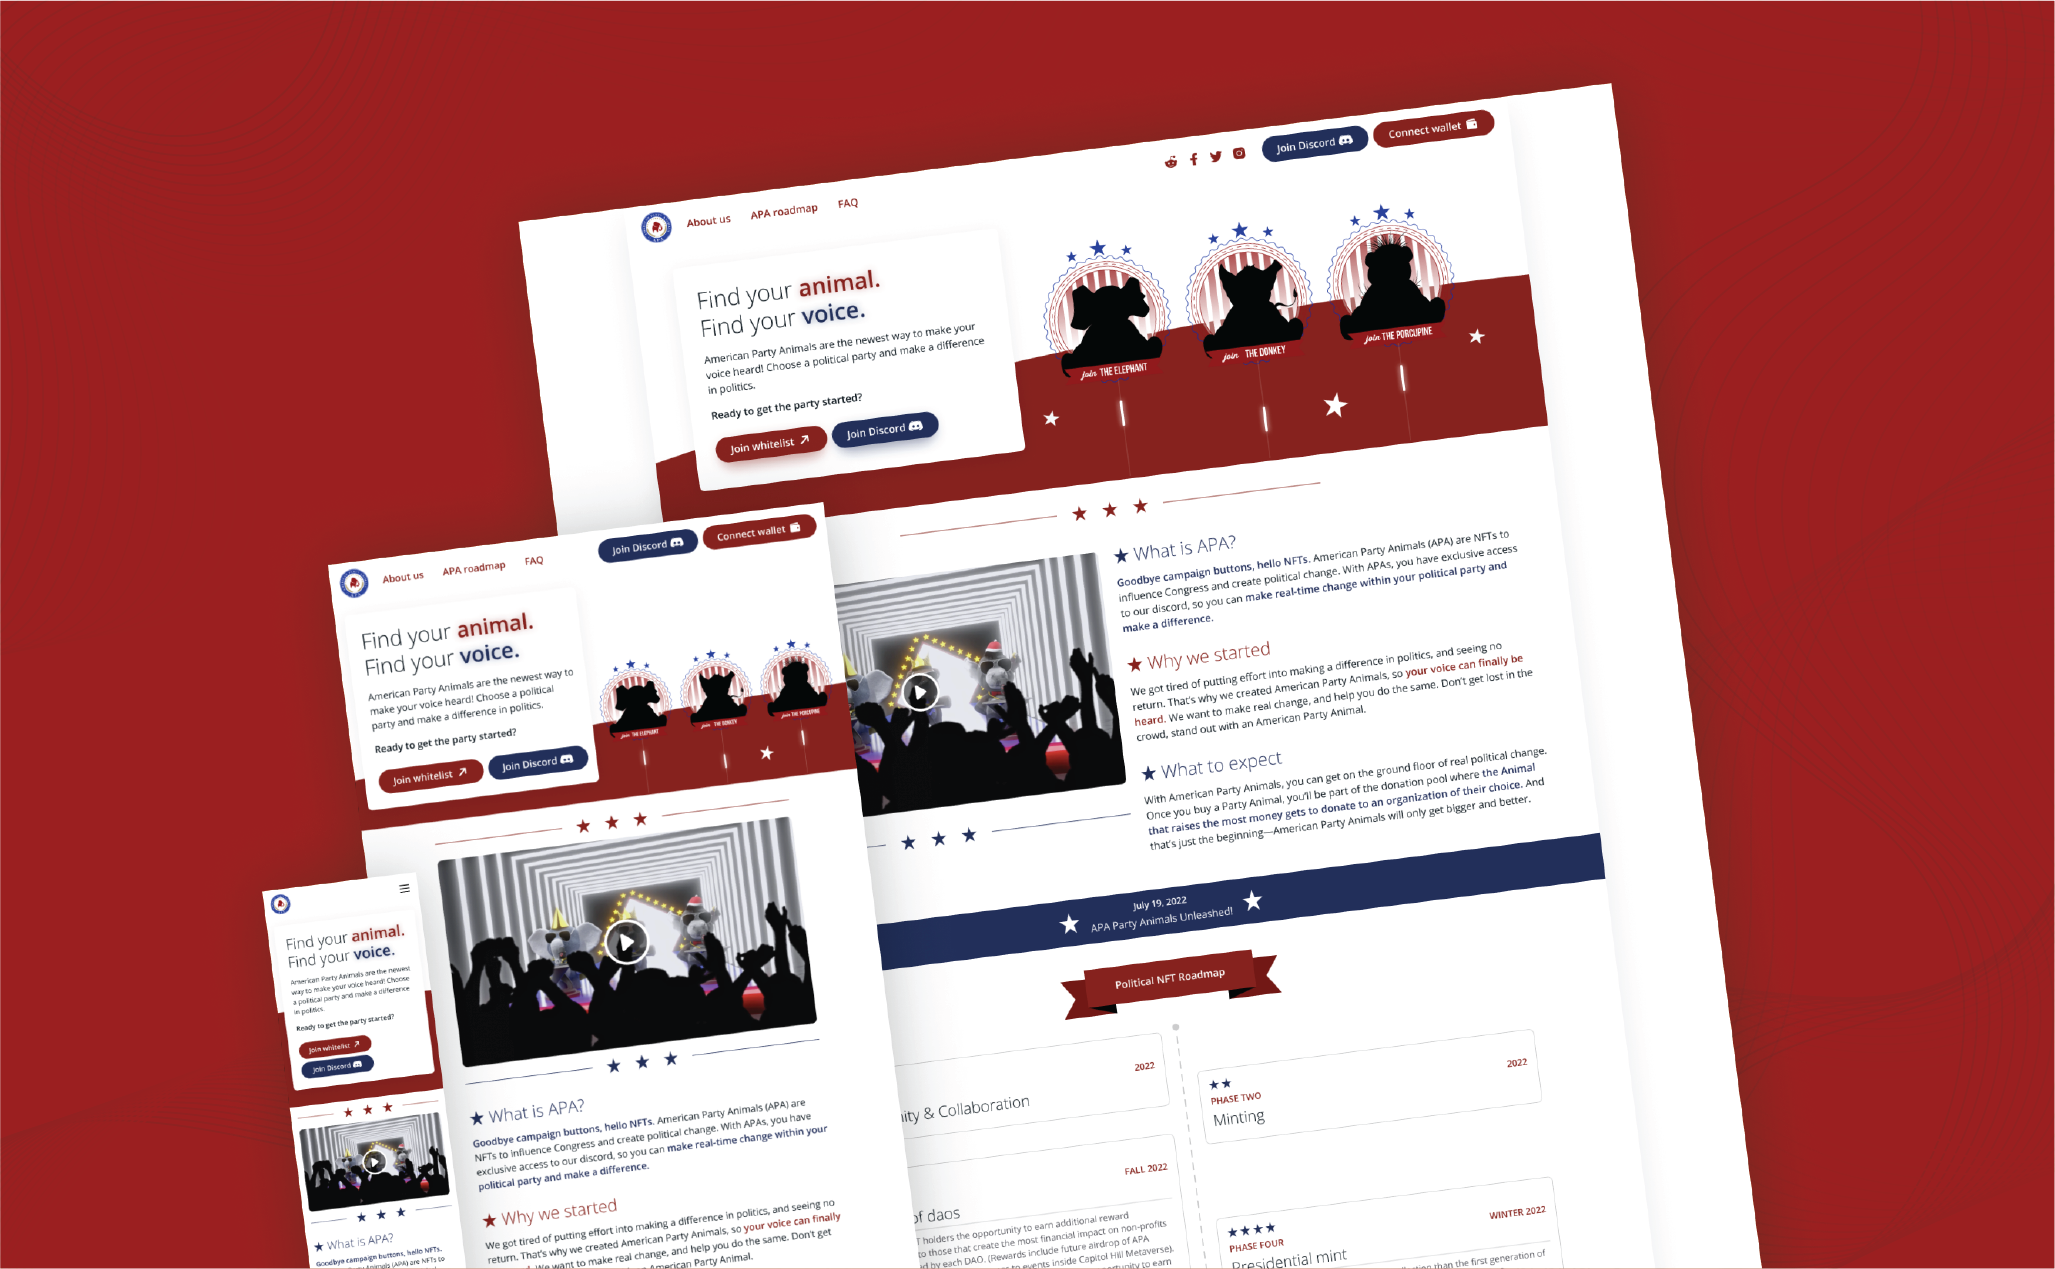 About us
APA roadmap
FAQ
Join Discord
Connect wallet
Find your animal.
Find your voice.
American Party Animals are the newest way to make your
voice heard! Choose a political party and make a difference
in politics.
Ready to get the party started?
Join whitelist
Join Discord
join THE ELEPHANT
join THE DONKEY
join THE PORCUPINE
What is APA?
Goodbye campaign buttons, hello NFTs. American Party Animals (APA) are NFTs to
influence Congress and create political change. With APAs, you have exclusive access
to our discord, so you can make real-time change within your political party and
make a difference.
Why we started
We got tired of putting effort into making a difference in politics, and seeing no
return. That's why we created American Party Animals, so your voice can finally be
heard. We want to make real change, and help you do the same. Don't get lost in the
crowd, stand out with an American Party Animal.
What to expect
With American Party Animals, you can get on the ground floor of real political change.
Once you buy a Party Animal, you'll be part of the donation pool where the Animal
that raises the most money gets to donate to an organization of their choice. And
that's just the beginning—American Party Animals will only get bigger and better.
July 19, 2022
APA Party Animals Unleashed!
Political NFT Roadmap
2022
ity & Collaboration
2022
PHASE TWO
Minting
FALL 2022
of daos
T holders the opportunity to earn additional reward
to those that create the most financial impact on non-profits
d by each DAO. (Rewards include future airdrop of APA
to events inside Capitol Hill Metaverse).
ortunity to earn
WINTER 2022
PHASE FOUR
Presidential mint
than the first generation of
About us
APA roadmap
FAQ
Join Discord
Connect wallet
Find your animal.
Find your voice.
American Party Animals are the newest way to
make your voice heard! Choose a political
party and make a difference in politics.
Ready to get the party started?
Join whitelist
Join Discord
join THE ELEPHANT
join THE DONKEY
join THE PORCUPINE
What is APA?
Goodbye campaign buttons, hello NFTs. American Party Animals (APA) are
NFTs to influence Congress and create political change. With APAs, you have
exclusive access to our discord, so you can make real-time change within your
political party and make a difference.
Why we started
We got tired of putting effort into making a difference in politics, and seeing no
return. That's why we created American Party Animals, so your voice can finally
We want to make real change, and help you do the same. Don't get
American Party Animal.
Find your animal.
Find your voice.
American Party Animals are the newest
way to make your voice heard! Choose
a political party and make a difference
in politics.
Ready to get the party started?
Join whitelist
Join Discord
What is APA?
Goodbye campaign buttons, hello NFTs.
Animals (APA) are NFTs to